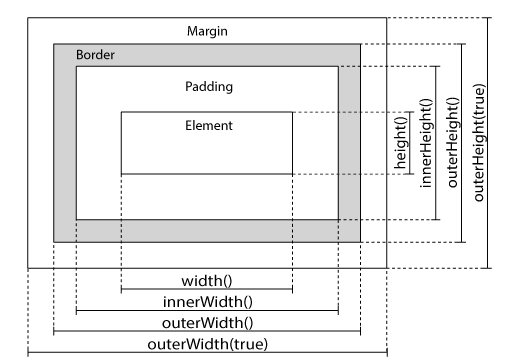 Margin
Border
Padding
Element
height()
innerHeight()
outerHeight()
outerHeight(true)
width()
innerWidth()
outerWidth()
outerWidth(true)